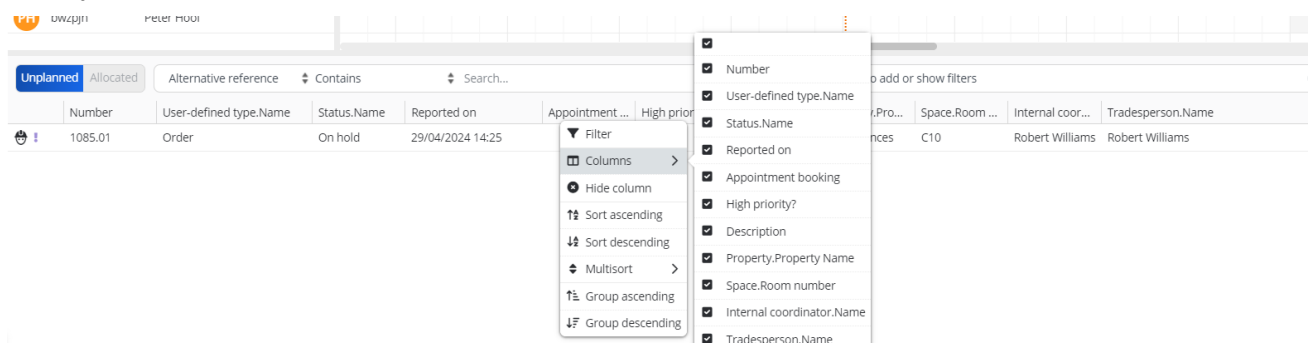 PH bwzpjn Peter Hool
Unplanned Allocated Alternative reference Contains Search... o add or show filters
Number User-defined type.Name Status.Name Reported on Appointment ... High prior y.Pro... Space.Room ... Internal coor... Tradesperson.Name
1085.01 Order On hold 29/04/2024 14:25 nces C10 Robert Williams Robert Williams
Filter
Columns
Hide column
Sort ascending
Sort descending
Multisort
Group ascending
Group descending
Number
User-defined type.Name
Status.Name
Reported on
Appointment booking
High priority?
Description
Property.Property Name
Space.Room number
Internal coordinator.Name
Tradesperson.Name